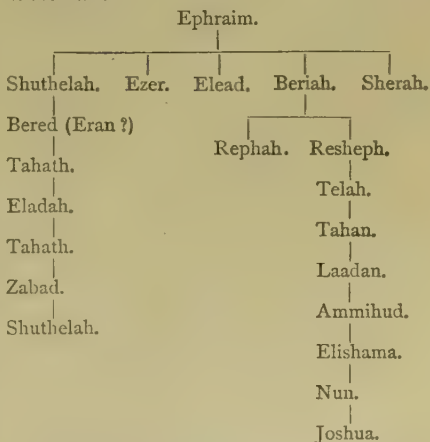 Ephraim.
Shuthelah. Ezer. Elead. Beriah. Sherah.
Bered (Eran ?)
Rephah. Resheph.
Tahath.
Telah.
Eladah.
Tahan.
Tahath.
Laadan.
Zabad.
Ammihud.
Shuthelah.
Elishama.
Nun.
Joshua.